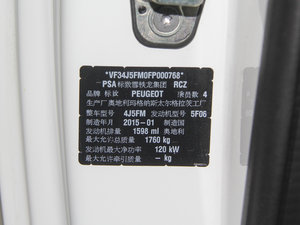 *VF34J5FM0FP000768*
PSA标致雪铁龙集团 RCZ
品牌 标致 PEUGEOT 乘员数 4
生产厂 奥地利玛格纳斯太尔格拉茨工厂
整车型号 4J5FM 发动机型号 5F06
制造年月 2015-01 制造国
发动机排量 1598 ml 奥地利
最大允许总质量 1760 kg
发动机最大净功率 120 kW
最大允许牵引质量 - kg